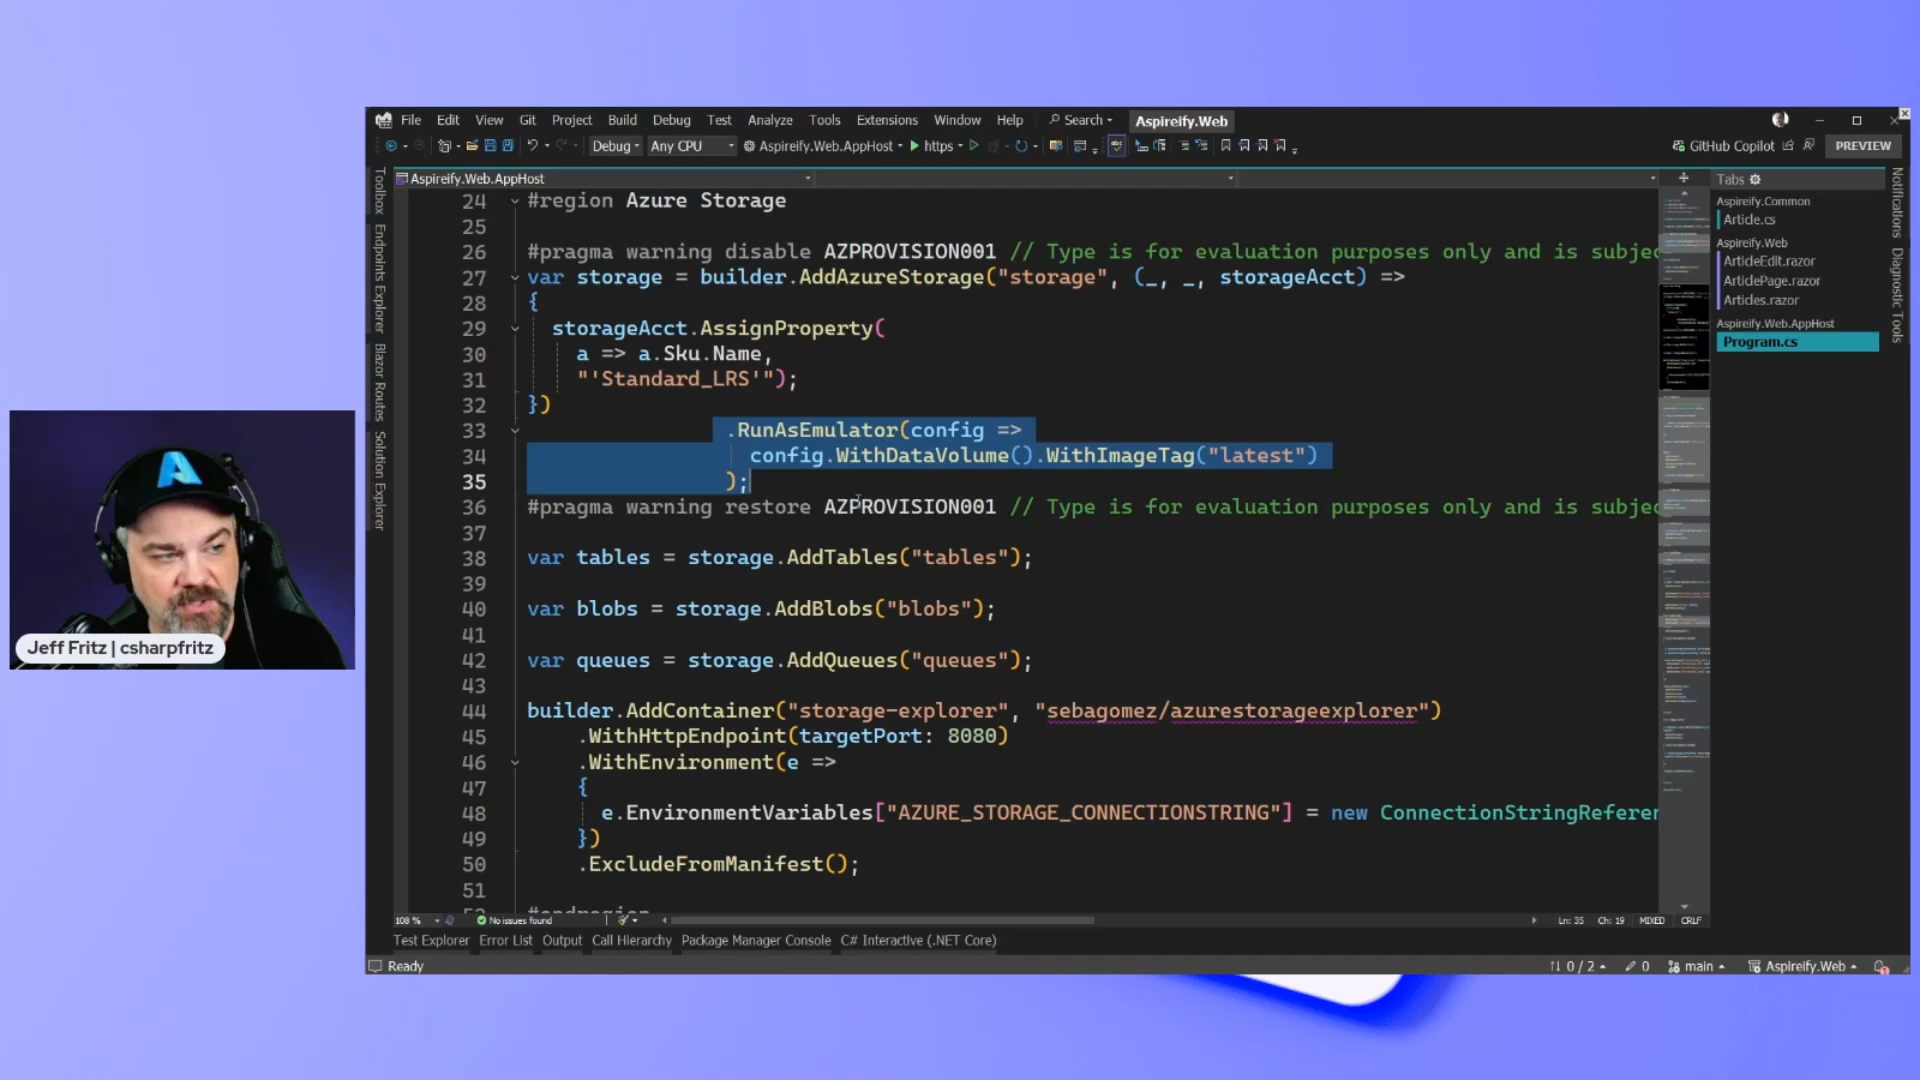 File Edit View Git Project Build Debug Test Analyze Tools Extensions Window Help Search Aspireify.Web
Debug Any CPU Aspireify.Web.AppHost https GitHub Copilot PREVIEW
Toolbox
Endpoints Explorer
Blazor Routes
Solution Explorer
Aspireify.Web.AppHost
24 #region Azure Storage
25
26 #pragma warning disable AZPROVISION001 // Type is for evaluation purposes only and is subjec
27 var storage = builder.AddAzureStorage("storage", (_, _, storageAcct) =>
28 {
29 storageAcct.AssignProperty(
30 a => a.Sku.Name,
31 "'Standard_LRS'");
32 })
33 .RunAsEmulator(config =>
34 config.WithDataVolume().WithImageTag("latest")
35 );
36 #pragma warning restore AZPROVISION001 // Type is for evaluation purposes only and is subjec
37
38 var tables = storage.AddTables("tables");
39
40 var blobs = storage.AddBlobs("blobs");
41
42 var queues = storage.AddQueues("queues");
43
44 builder.AddContainer("storage-explorer", "sebagomez/azurestorageexplorer")
45 .WithHttpEndpoint(targetPort: 8080)
46 .WithEnvironment(e =>
47 {
48 e.EnvironmentVariables["AZURE_STORAGE_CONNECTIONSTRING"] = new ConnectionStringReferen
49 })
50 .ExcludeFromManifest();
51
#endregion
Tabs
Aspireify.Common
Article.cs
Aspireify.Web
ArticleEdit.razor
ArticlePage.razor
Articles.razor
Aspireify.Web.AppHost
Program.cs
Notifications
Diagnostic Tools
108 % No issues found Ln: 35 Ch: 19 MIXED CRLF
Test Explorer Error List Output Call Hierarchy Package Manager Console C# Interactive (.NET Core)
Ready 0 / 2 0 main Aspireify.Web
Jeff Fritz | csharpfritz